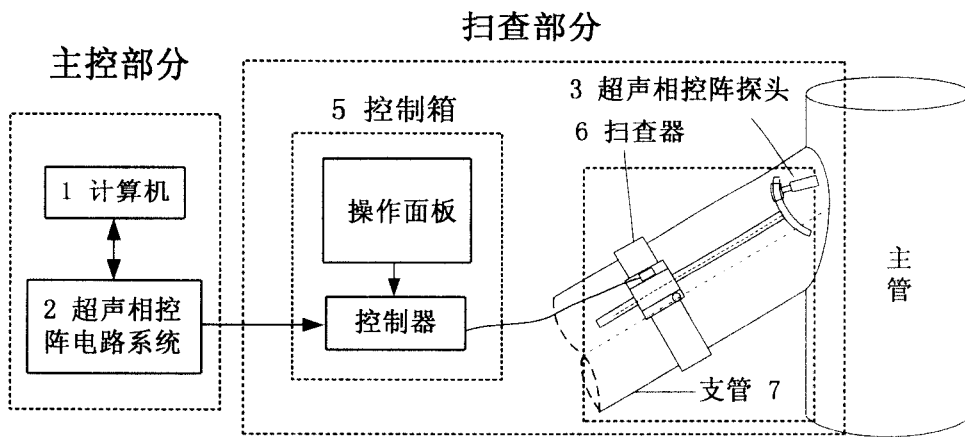 扫查部分
主控部分
3 超声相控阵探头
5 控制箱
6 扫查器
1 计算机
操作面板
主管
2 超声相控
阵电路系统
控制器
支管 7